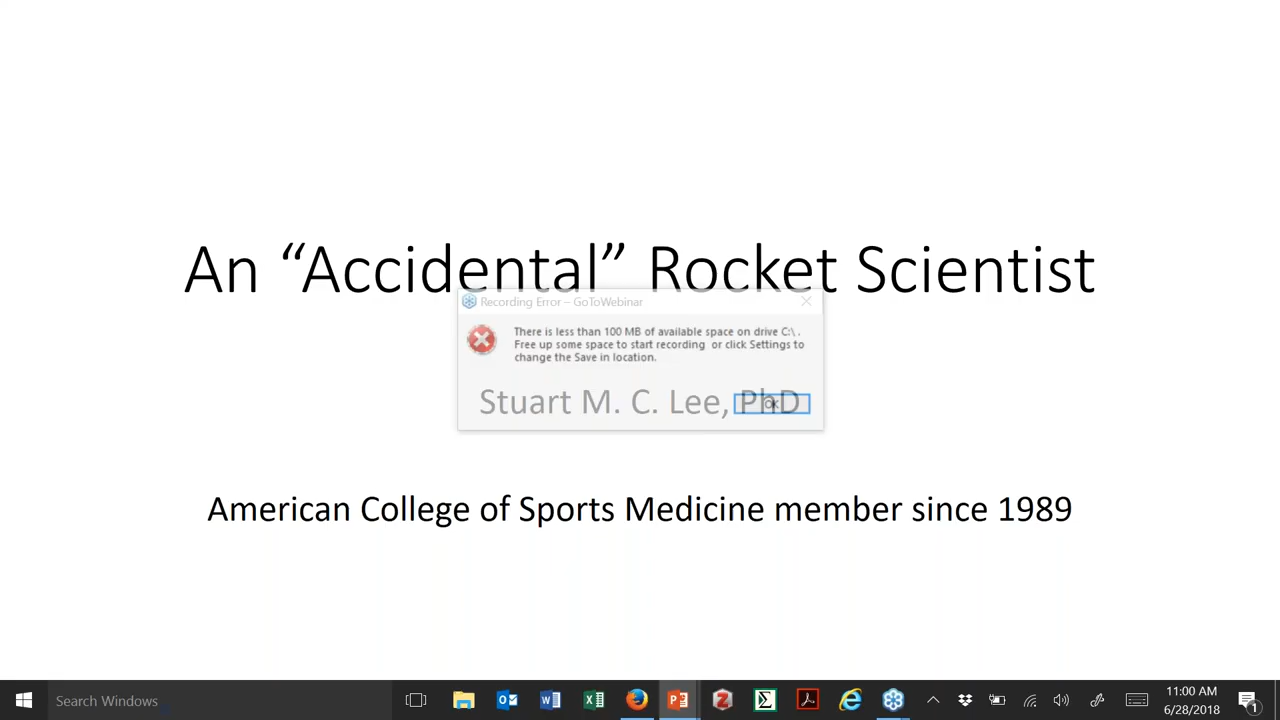 An “Accidental” Rocket Scientist
Recording Error – GoToWebinar
There is less than 100 MB of available space on drive C:\ .
Free up some space to start recording or click Settings to
change the Save in location.
Stuart M. C. Lee, PhD
OK
American College of Sports Medicine member since 1989
Search Windows
11:00 AM
6/28/2018
1